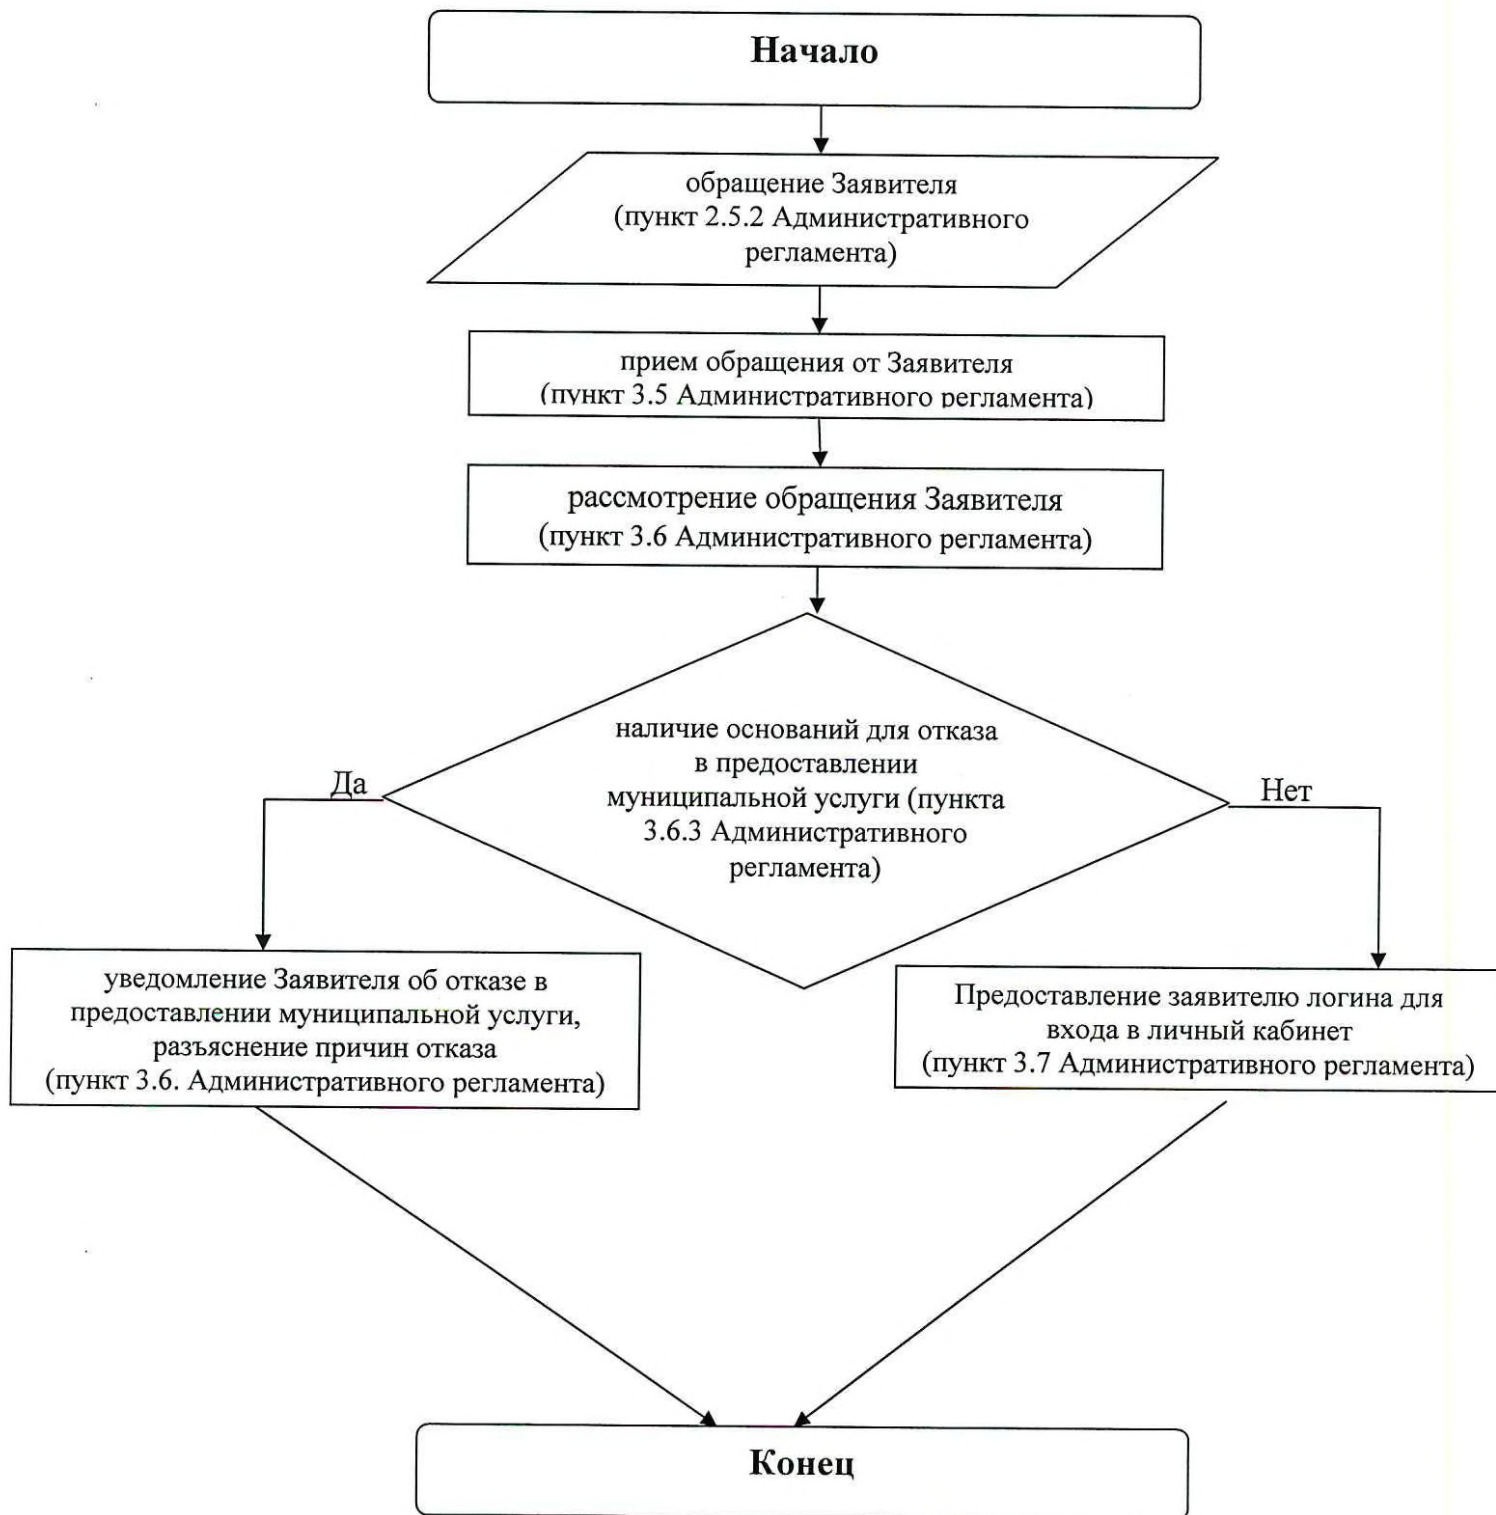 Начало
обращение Заявителя
(пункт 2.5.2 Административного
регламента)
прием обращения от Заявителя
(пункт 3.5 Административного регламента)
рассмотрение обращения Заявителя
(пункт 3.6 Административного регламента)
наличие оснований для отказа
в предоставлении
муниципальной услуги (пункта
3.6.3 Административного
регламента)
Да
Нет
уведомление Заявителя об отказе в
предоставлении муниципальной услуги,
разъяснение причин отказа
(пункт 3.6. Административного регламента)
Предоставление заявителю логина для
входа в личный кабинет
(пункт 3.7 Административного регламента)
Конец